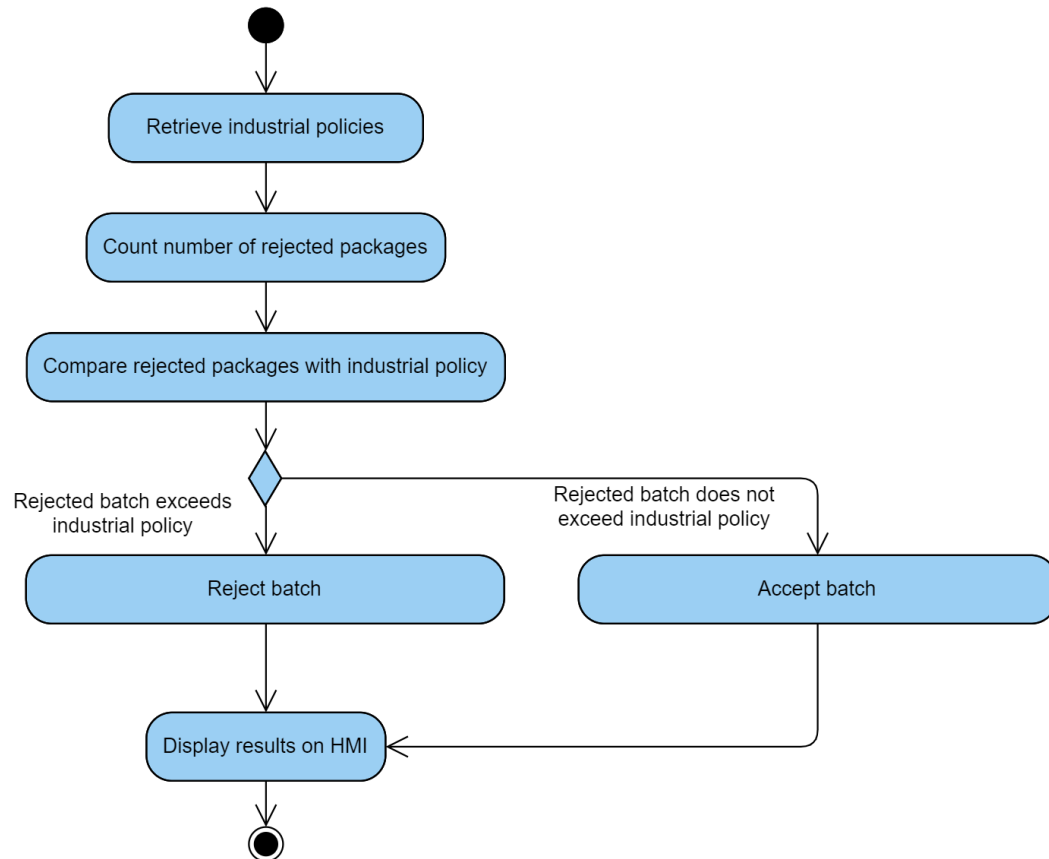 Retrieve industrial policies
Count number of rejected packages
Compare rejected packages with industrial policy
Rejected batch exceeds
industrial policy
Rejected batch does not
exceed industrial policy
Reject batch
Accept batch
Display results on HMI